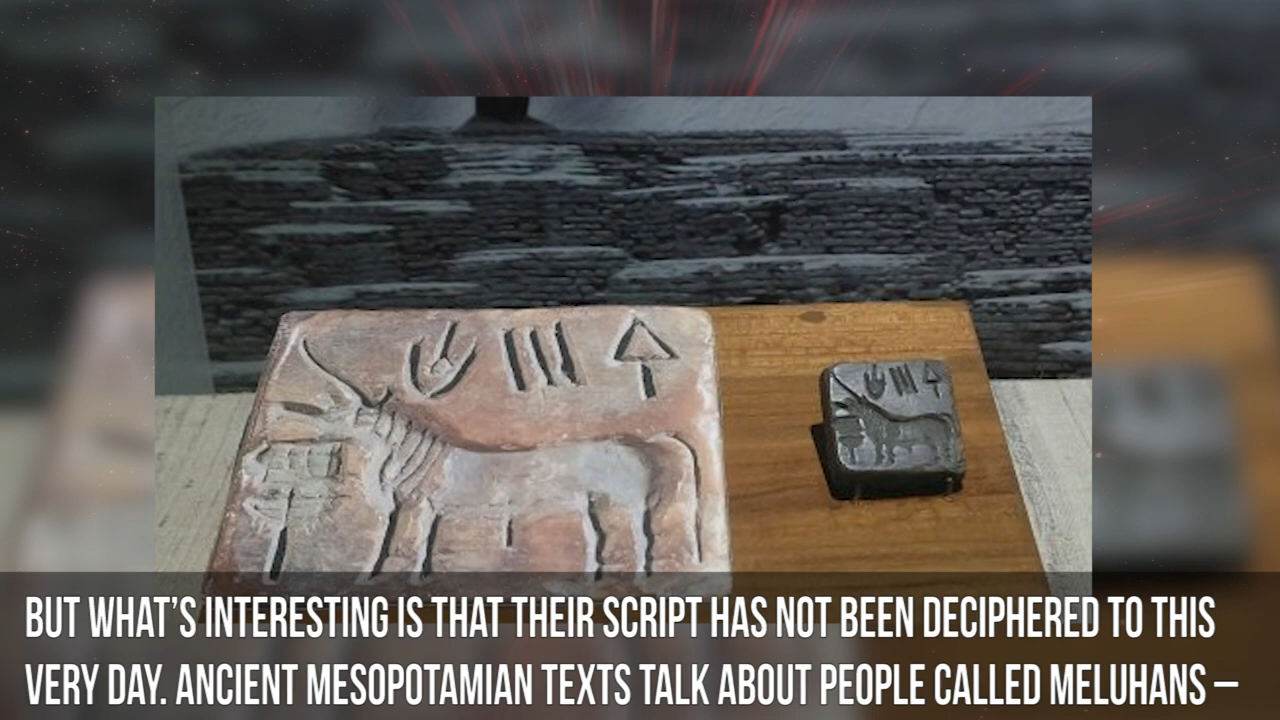 BUT WHAT’S INTERESTING IS THAT THEIR SCRIPT HAS NOT BEEN DECIPHERED TO THIS
VERY DAY. ANCIENT MESOPOTAMIAN TEXTS TALK ABOUT PEOPLE CALLED MELUHANS –